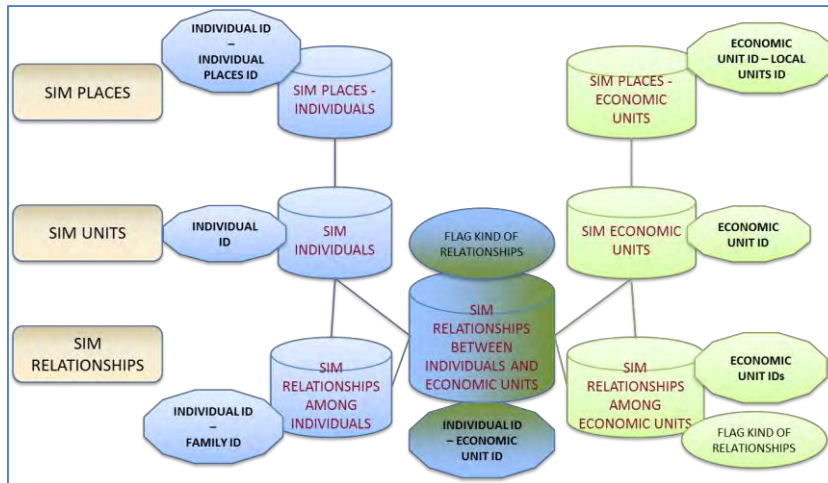 INDIVIDUAL ID
–
INDIVIDUAL
PLACES ID
SIM PLACES
SIM PLACES -
INDIVIDUALS
SIM PLACES -
ECONOMIC
UNITS
ECONOMIC
UNIT ID – LOCAL
UNITS ID
SIM UNITS
INDIVIDUAL
ID
SIM
INDIVIDUALS
FLAG KIND OF
RELATIONSHIPS
SIM ECONOMIC
UNITS
ECONOMIC
UNIT ID
SIM
RELATIONSHIPS
SIM
RELATIONSHIPS
AMONG
INDIVIDUALS
INDIVIDUAL ID
–
FAMILY ID
SIM
RELATIONSHIPS
BETWEEN
INDIVIDUALS AND
ECONOMIC UNITS
INDIVIDUAL ID
– ECONOMIC
UNIT ID
SIM
RELATIONSHIPS
AMONG
ECONOMIC UNITS
ECONOMIC
UNIT IDs
FLAG KIND OF
RELATIONSHIPS